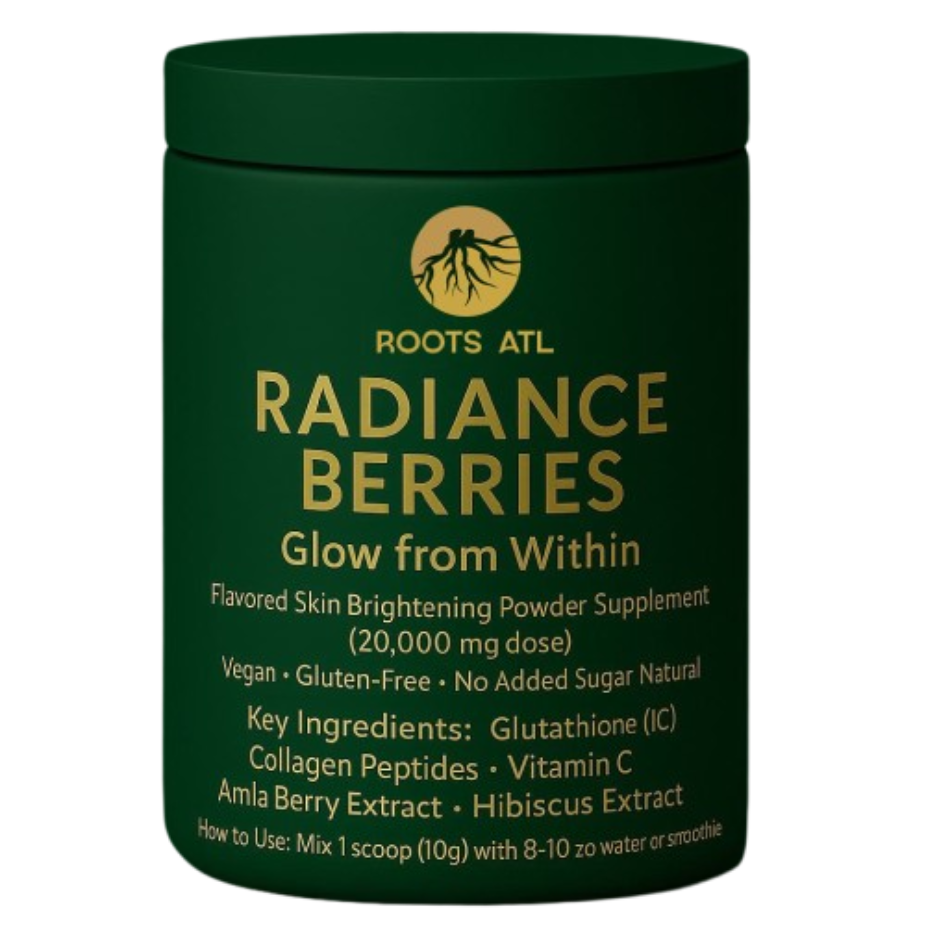 ROOTS ATL
RADIANCE
BERRIES
Glow from Within
Flavored Skin Brightening Powder Supplement
(20,000 mg dose)
Vegan • Gluten-Free • No Added Sugar Natural
Key Ingredients: Glutathione (IC)
Collagen Peptides • Vitamin C
Amla Berry Extract • Hibiscus Extract
How to Use: Mix 1 scoop (10g) with 8-10 zo water or smoothie